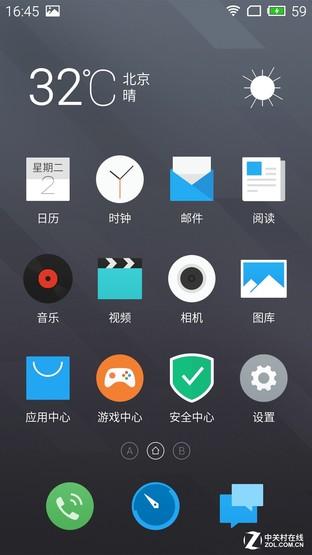 16:45
59
32℃
北京
晴
星期二
2
日历
时钟
邮件
阅读
音乐
视频
相机
图库
应用中心
游戏中心
安全中心
设置
A
B
中关村在线
ZOL.COM.CN